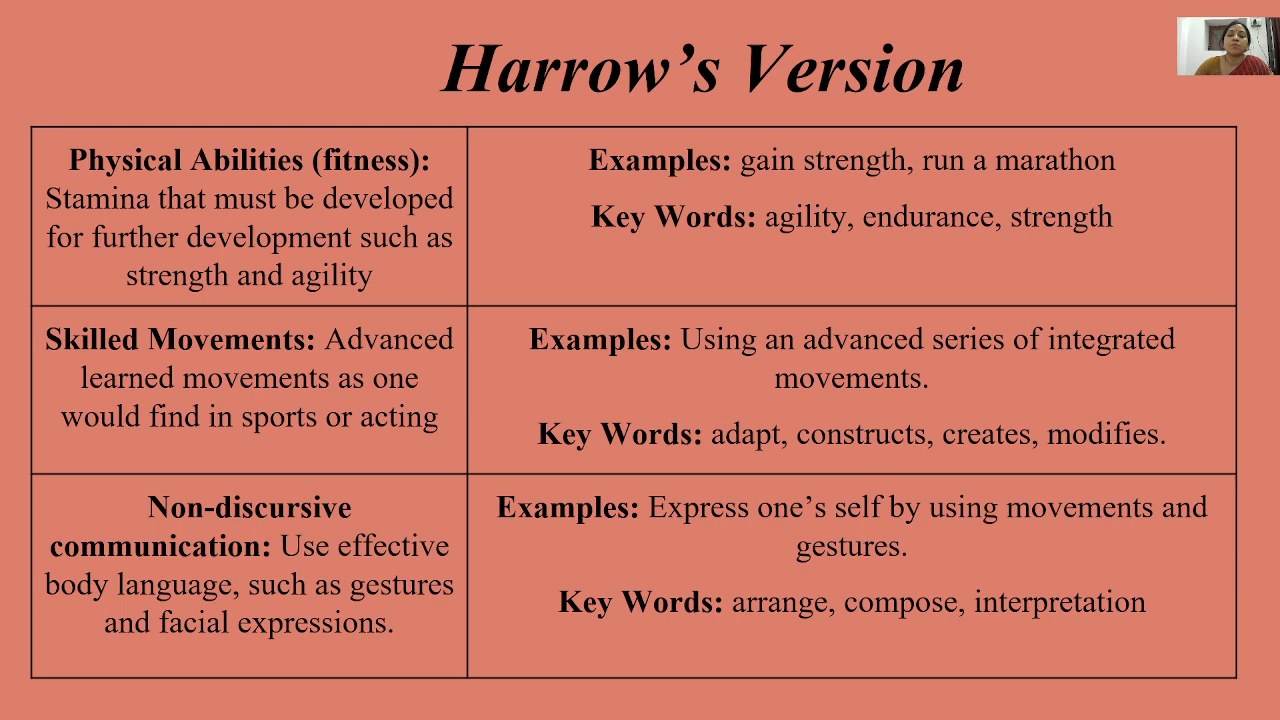 Harrow’s Version
Physical Abilities (fitness):
Stamina that must be developed
for further development such as
strength and agility
Examples: gain strength, run a marathon
Key Words: agility, endurance, strength
Skilled Movements: Advanced
learned movements as one
would find in sports or acting
Examples: Using an advanced series of integrated
movements.
Key Words: adapt, constructs, creates, modifies.
Non-discursive
communication: Use effective
body language, such as gestures
and facial expressions.
Examples: Express one’s self by using movements and
gestures.
Key Words: arrange, compose, interpretation